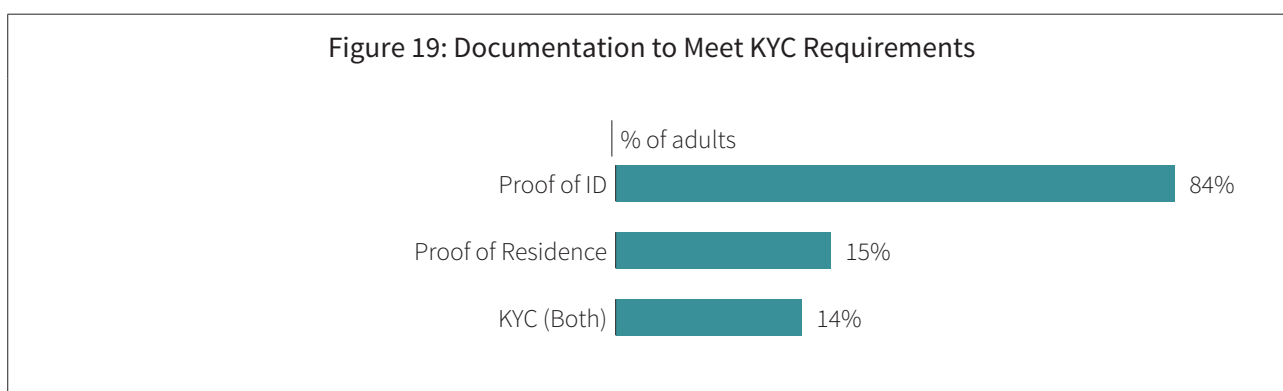 Figure 19: Documentation to Meet KYC Requirements
% of adults
Proof of ID 84%
Proof of Residence 15%
KYC (Both) 14%